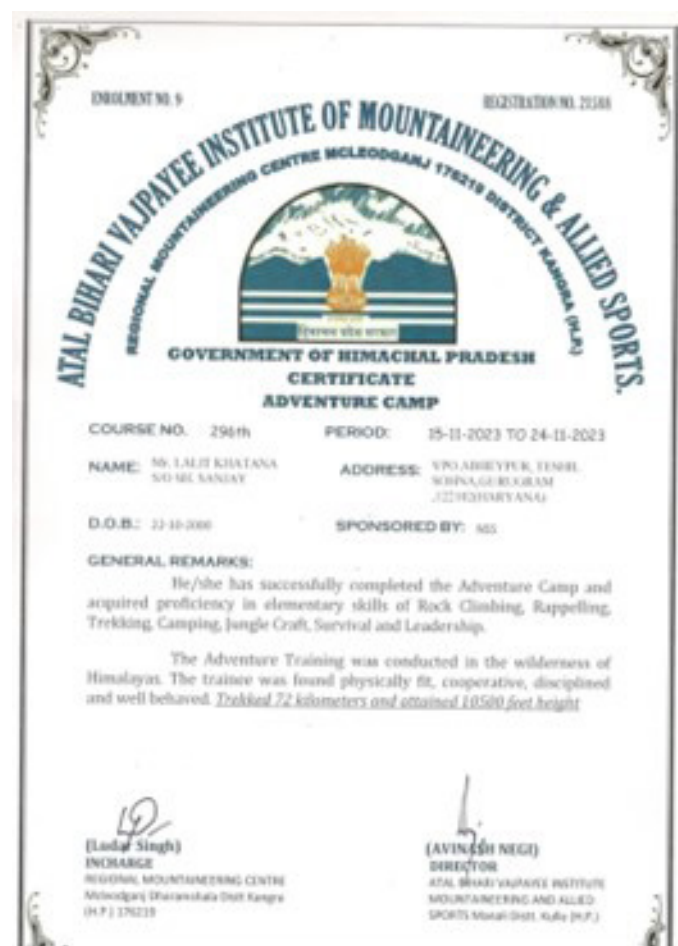 ENROLMENT NO. 9
REGISTRATION NO.
ATAL BIHARI VAJPAYEE INSTITUTE OF MOUNTAINEERING & ALLIED SPORTS.
REGIONAL MOUNTAINEERING CENTRE MCLEODGANJ 176219 DISTRICT KANGRA (H.P.)
हिमाचल प्रदेश सरकार
GOVERNMENT OF HIMACHAL PRADESH
CERTIFICATE
ADVENTURE CAMP
COURSE NO. 296th PERIOD: 15-11-2023 TO 24-11-2023
NAME: Mr. LALIT KHATANA ADDRESS: VPO ABHEYPUR, TEHSIL
S/O SH. SANJAY SOHNA, GURUGRAM
(HARYANA)
D.O.B.: 22-10-2000 SPONSORED BY: NSS
GENERAL REMARKS:
He/she has successfully completed the Adventure Camp and
acquired proficiency in elementary skills of Rock Climbing, Rappelling,
Trekking, Camping, Jungle Craft, Survival and Leadership.
The Adventure Training was conducted in the wilderness of
Himalayas. The trainee was found physically fit, cooperative, disciplined
and well behaved. Trekked 72 kilometers and attained 10500 feet height
Singh)
INCHARGE
REGIONAL MOUNTAINEERING CENTRE
Mcleodganj Dharamshala Distt Kangra
(H.P.) 176219
(AVINASH NEGI)
DIRECTOR
ATAL BIHARI VAJPAYEE INSTITUTE
MOUNTAINEERING AND ALLIED
SPORTS Manali Distt. Kullu (H.P.)